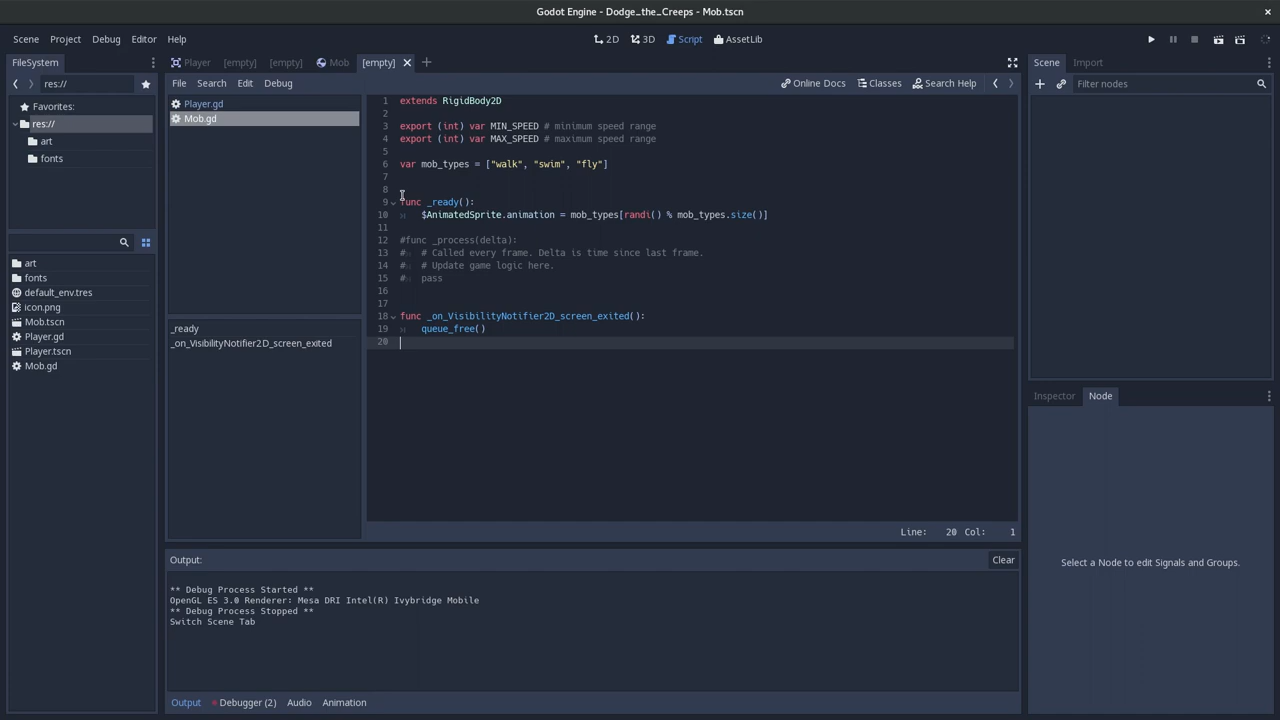 Godot Engine - Dodge_the_Creeps - Mob.tscn
×
Scene Project Debug Editor Help
2D 3D Script AssetLib
FileSystem
res://
Favorites:
res://
art
fonts
art
fonts
default_env.tres
icon.png
Mob.tscn
Player.gd
Player.tscn
Mob.gd
Player [empty] [empty] Mob [empty] × +
File Search Edit Debug
Online Docs Classes Search Help
Player.gd
Mob.gd
_ready
_on_VisibilityNotifier2D_screen_exited
1 extends RigidBody2D
2
3 export (int) var MIN_SPEED # minimum speed range
4 export (int) var MAX_SPEED # maximum speed range
5
6 var mob_types = ["walk", "swim", "fly"]
7
8
9 func _ready():
10 $AnimatedSprite.animation = mob_types[randi() % mob_types.size()]
11
12 #func _process(delta):
13 # # Called every frame. Delta is time since last frame.
14 # # Update game logic here.
15 # pass
16
17
18 func _on_VisibilityNotifier2D_screen_exited():
19 queue_free()
20
Line: 20 Col: 1
Output:
Clear
** Debug Process Started **
OpenGL ES 3.0 Renderer: Mesa DRI Intel(R) Ivybridge Mobile
** Debug Process Stopped **
Switch Scene Tab
Output Debugger (2) Audio Animation
Scene Import
Filter nodes
Inspector Node
Select a Node to edit Signals and Groups.